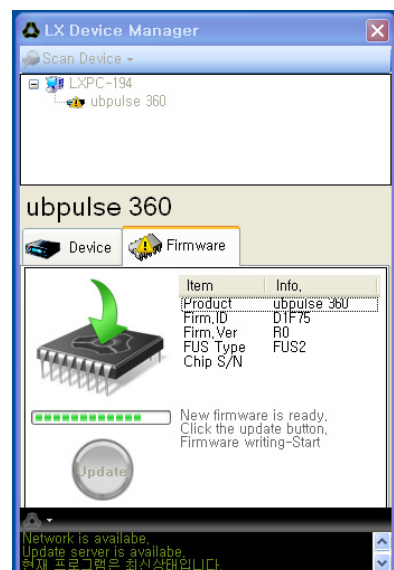 LX Device Manager
Scan Device
LXPC-194
ubpulse 360
ubpulse 360
Device
Firmware
Item Info.
Product ubpulse 360
Firm.ID D1F75
Firm.Ver R0
FUS Type FUS2
Chip S/N
New firmware is ready.
Click the update button.
Firmware writing-Start
Update
Network is availabe.
Update server is availabe.
현재 프로그램은 최신상태입니다.